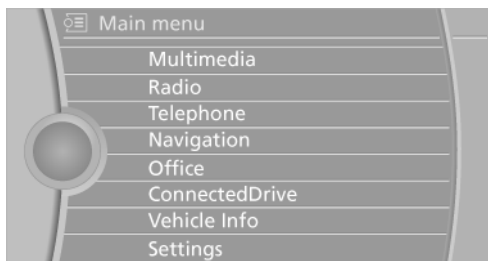 Main menu
Multimedia
Radio
Telephone
Navigation
Office
ConnectedDrive
Vehicle Info
Settings